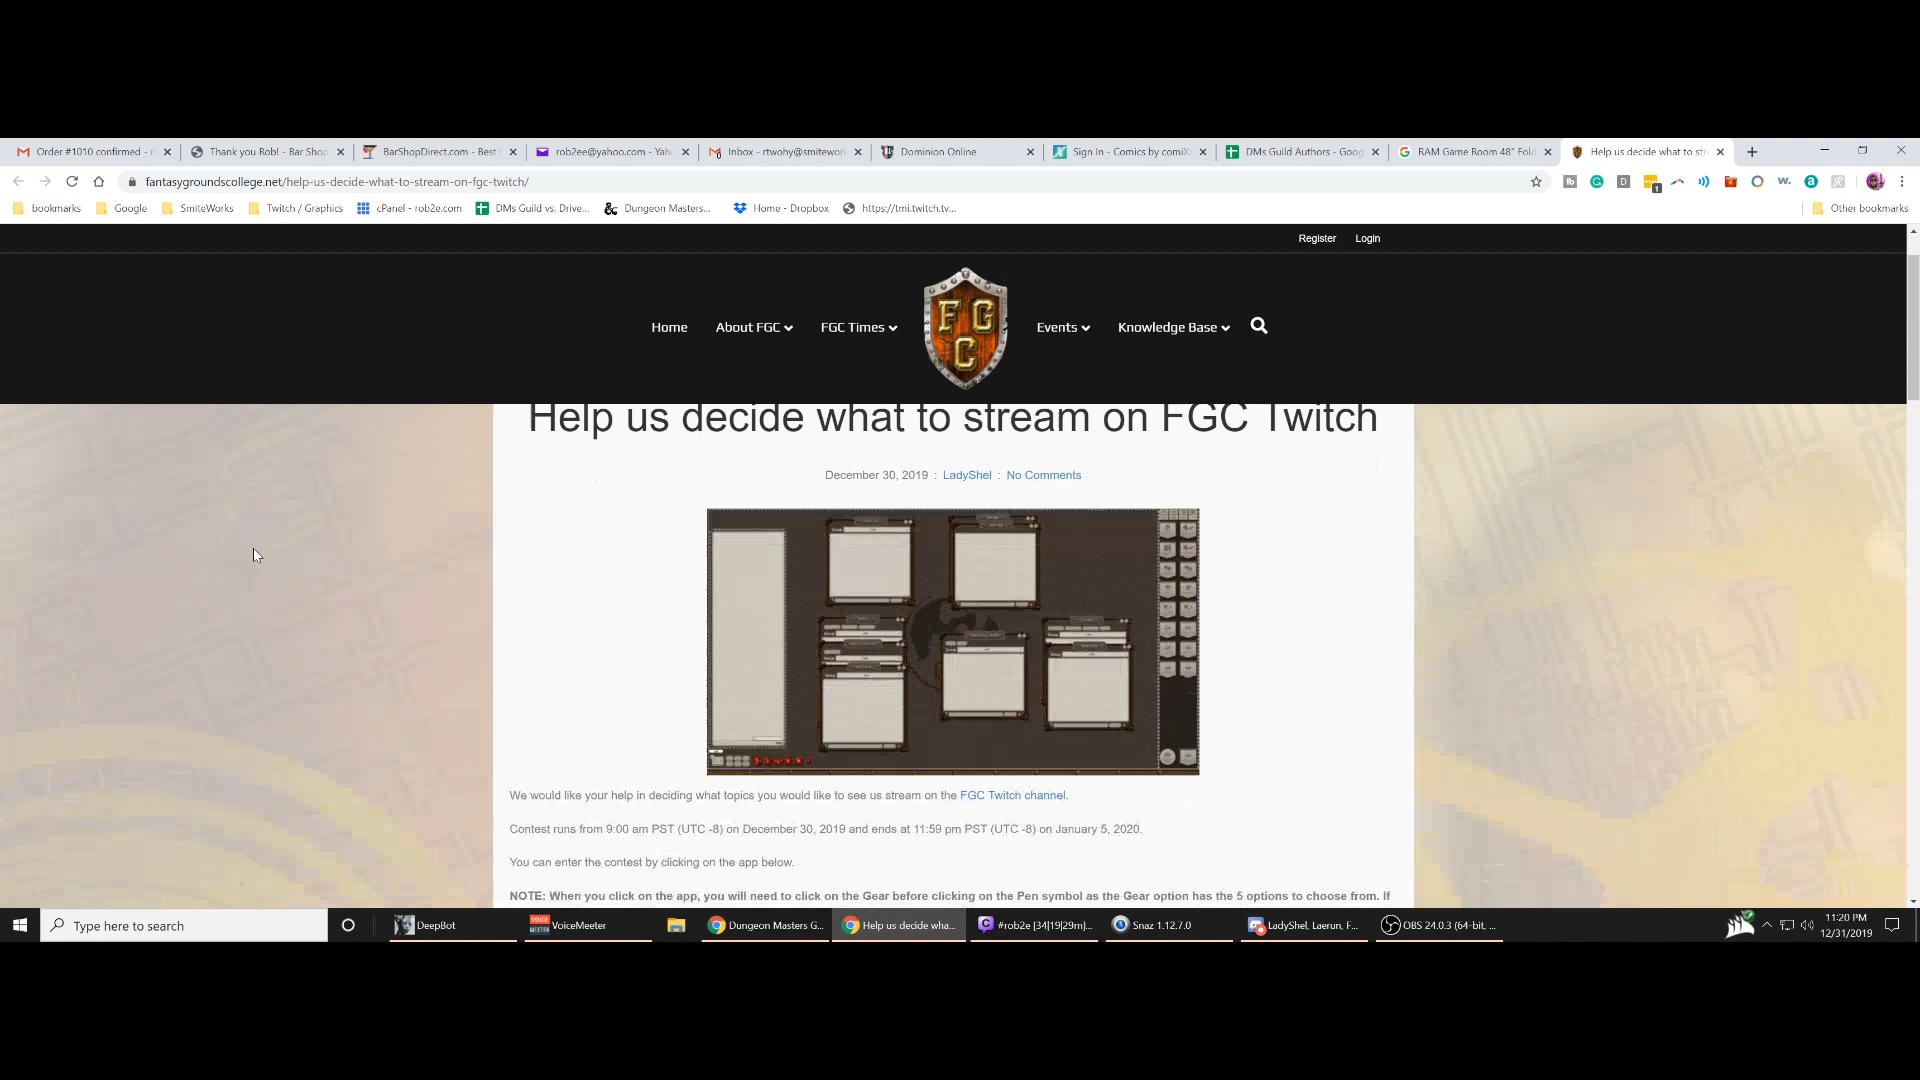 Order #1010 confirmed - r
Thank you Rob! - Bar Shop
BarShopDirect.com - Best
rob2ee@yahoo.com - Yah
Inbox - rtwohy@smitework
Dominion Online
Sign In - Comics by comiX
DMs Guild Authors - Goog
RAM Game Room 48" Fold
Help us decide what to str
fantasygroundscollege.net/help-us-decide-what-to-stream-on-fgc-twitch/
bookmarks
Google
SmiteWorks
Twitch / Graphics
cPanel - rob2e.com
DMs Guild vs. Drive...
Dungeon Masters...
Home - Dropbox
https://tmi.twitch.tv...
Other bookmarks
Register
Login
Home
About FGC
FGC Times
F G C
Events
Knowledge Base
Help us decide what to stream on FGC Twitch
December 30, 2019 : LadyShel : No Comments
We would like your help in deciding what topics you would like to see us stream on the FGC Twitch channel.
Contest runs from 9:00 am PST (UTC -8) on December 30, 2019 and ends at 11:59 pm PST (UTC -8) on January 5, 2020.
You can enter the contest by clicking on the app below.
NOTE: When you click on the app, you will need to click on the Gear before clicking on the Pen symbol as the Gear option has the 5 options to choose from. If
Type here to search
DeepBot
VOICE MEETER
VoiceMeeter
Dungeon Masters G...
Help us decide wha...
#rob2e [34|19|29m]...
Snaz 1.12.7.0
LadyShel, Laerun, F...
OBS 24.0.3 (64-bit, ...
11:20 PM
12/31/2019